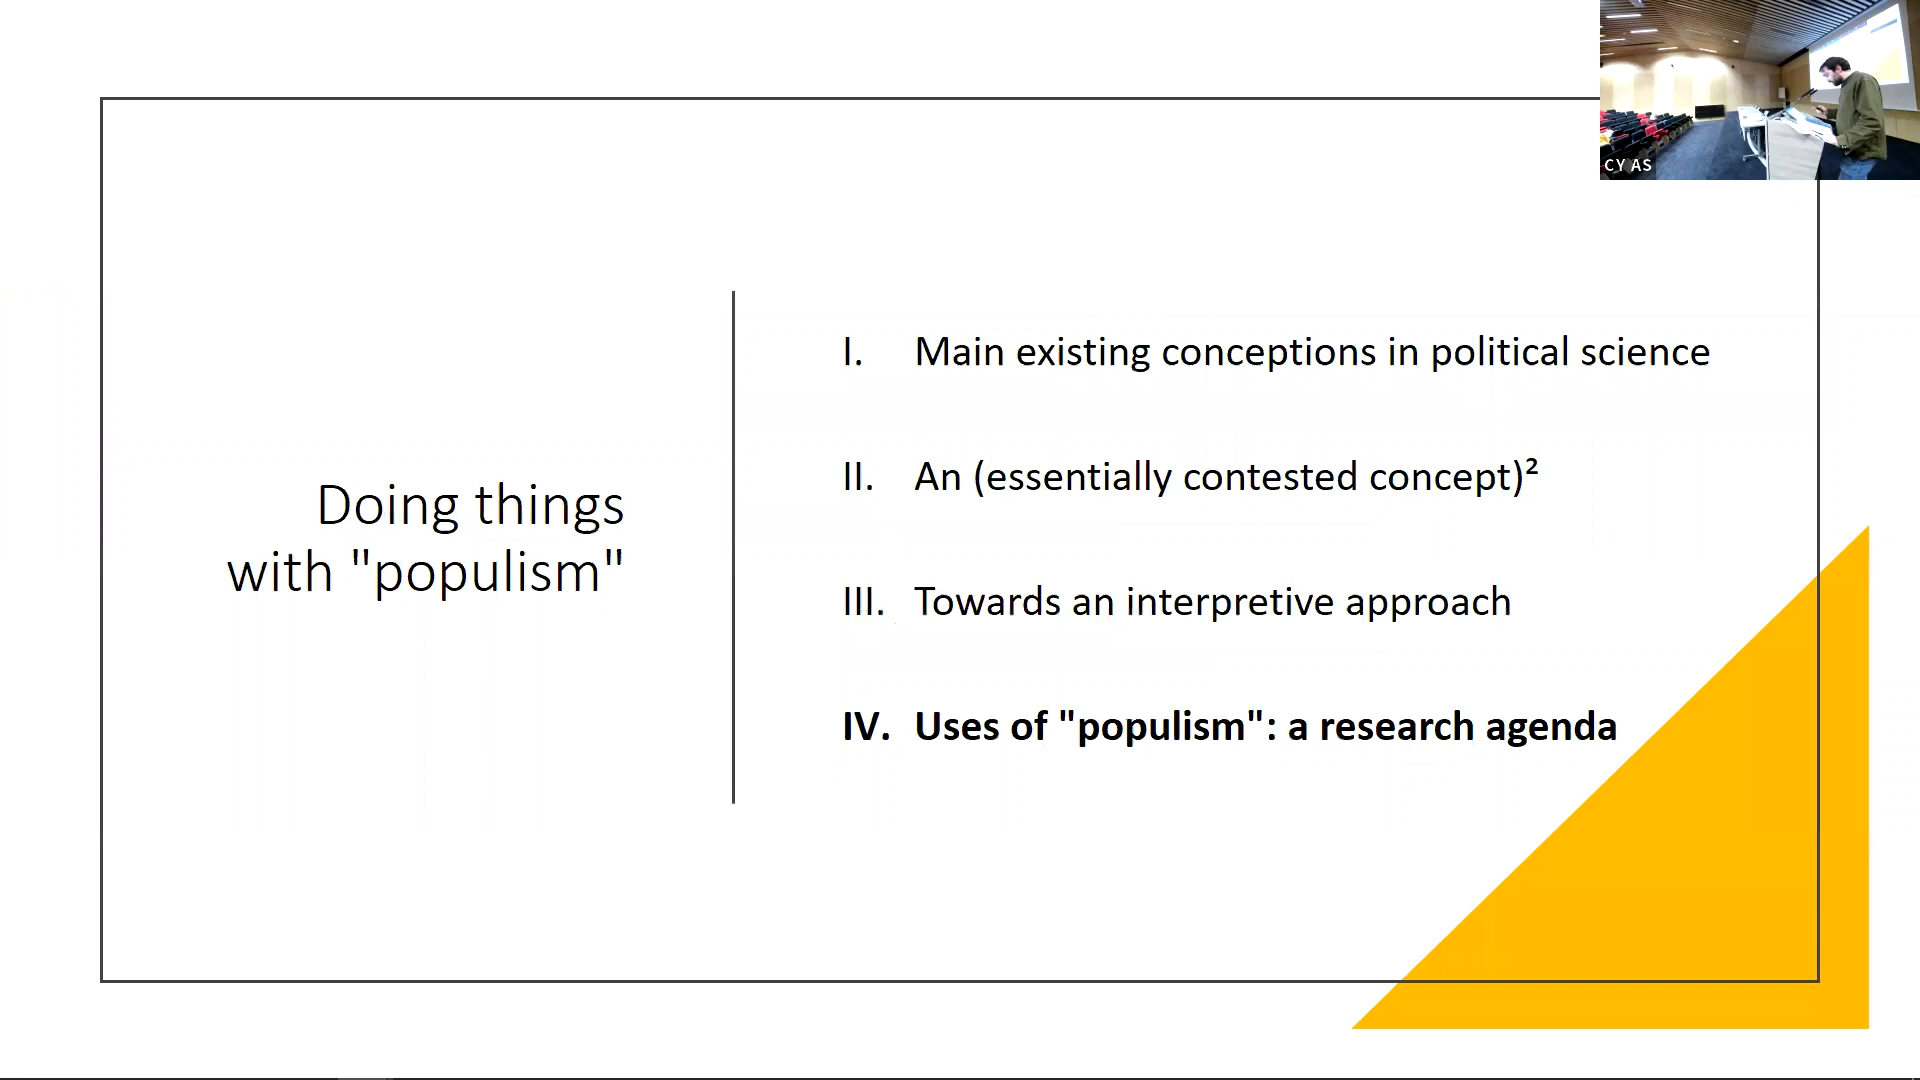 CY AS
Doing things
with "populism"
I. Main existing conceptions in political science
II. An (essentially contested concept)²
III. Towards an interpretive approach
IV. Uses of "populism": a research agenda